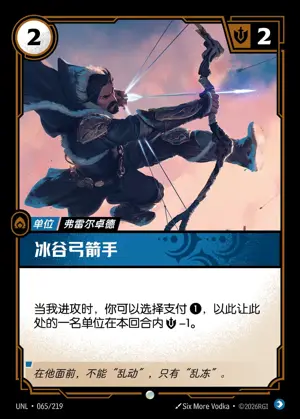 2
2
单位
弗雷尔卓德
冰谷弓箭手
当我进攻时，你可以选择支付❶，以此让此
处的一名单位在本回合内 -1。
在他面前，不能“乱动”，只有“乱冻”。
UNL · 065/219
Six More Vodka
©2026RGI